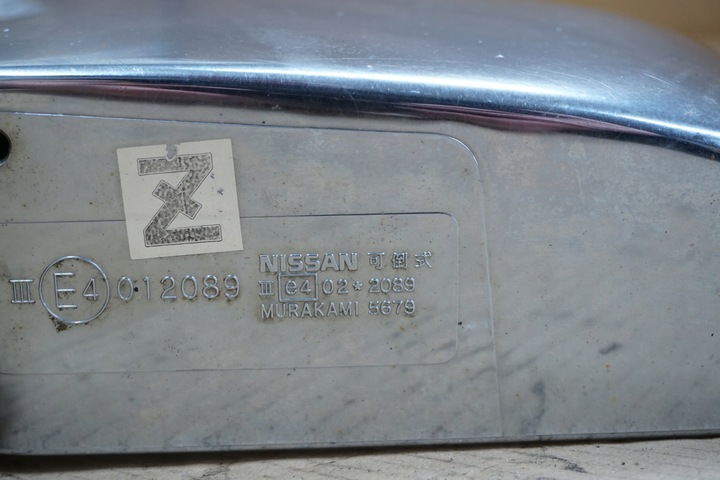 Z
NISSAN 可倒式
III E4 012089
III e4 02*2089
MURAKAMI 5679